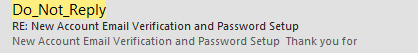 Do_Not_Reply
RE: New Account Email Verification and Password Setup
New Account Email Verification and Password Setup Thank you for